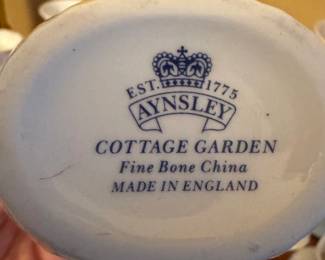 EST. 1775
AYNSLEY
COTTAGE GARDEN
Fine Bone China
MADE IN ENGLAND